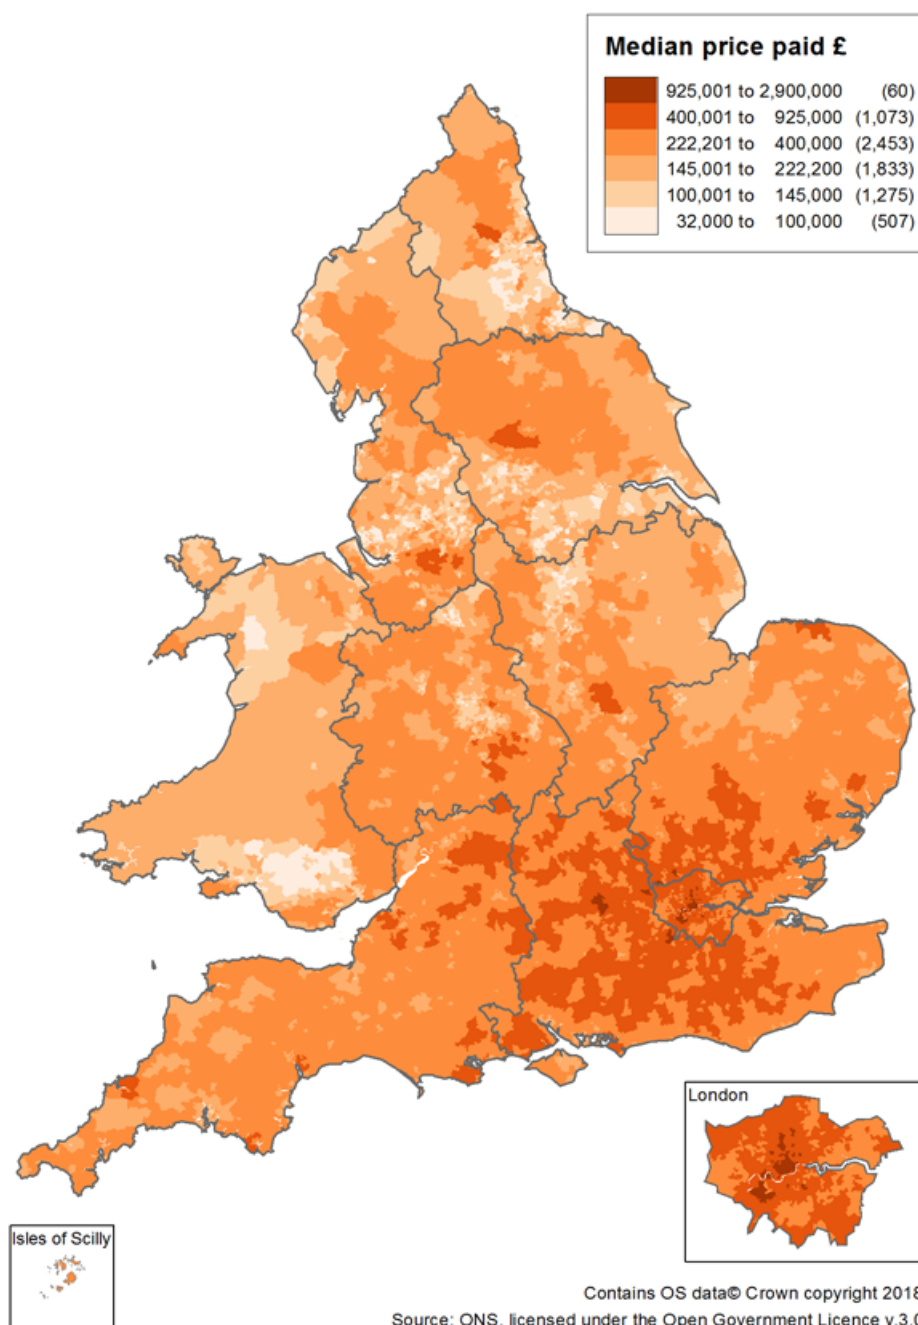 Median price paid £
925,001 to 2,900,000 (60)
400,001 to 925,000 (1,073)
222,201 to 400,000 (2,453)
145,001 to 222,200 (1,833)
100,001 to 145,000 (1,275)
32,000 to 100,000 (507)
London
Isles of Scilly
Contains OS data© Crown copyright 2018
Source: ONS, licensed under the Open Government Licence v.3.0